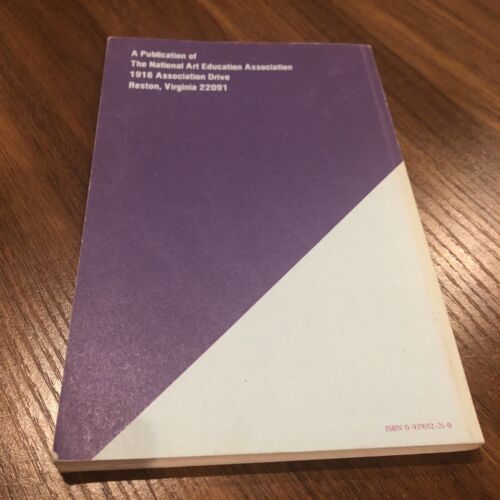 A Publication of
The National Art Education Association
1916 Association Drive
Reston, Virginia 22091
ISBN 0-937652-21-0